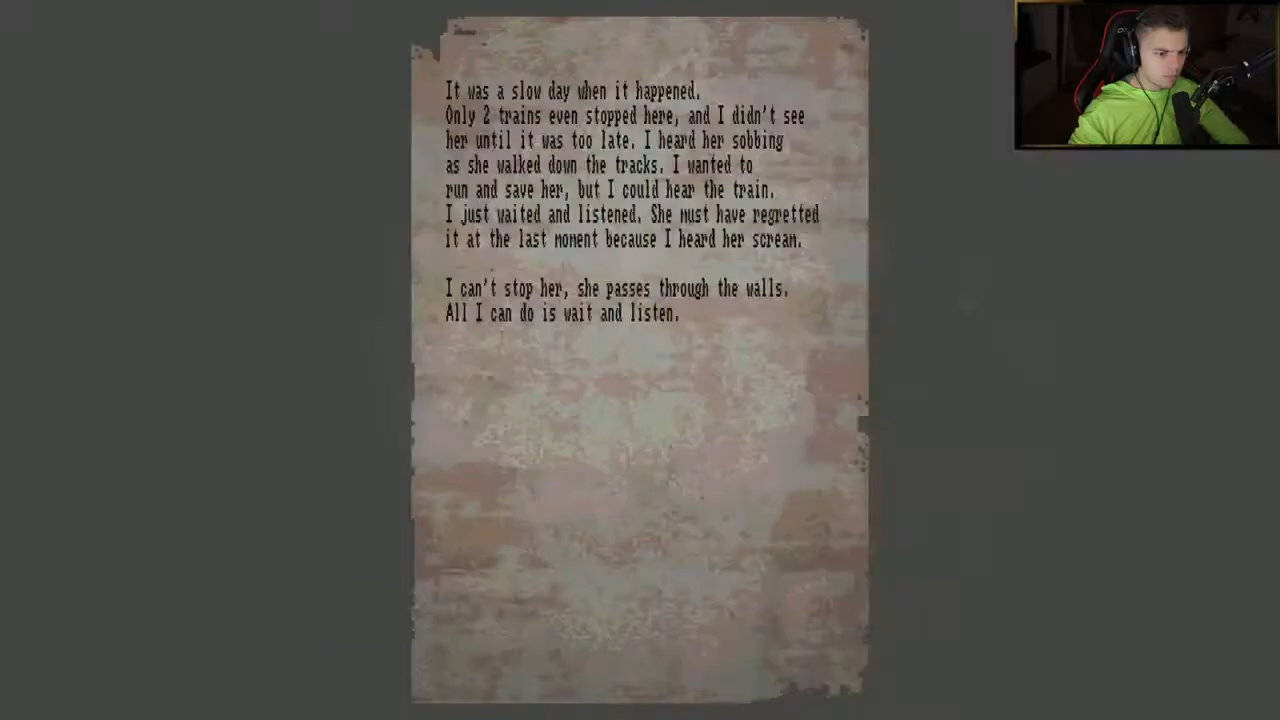 It was a slow day when it happened.
Only 2 trains even stopped here, and I didn't see
her until it was too late. I heard her sobbing
as she walked down the tracks. I wanted to
run and save her, but I could hear the train.
I just waited and listened. She must have regretted
it at the last moment because I heard her scream.
I can't stop her, she passes through the walls.
All I can do is wait and listen.